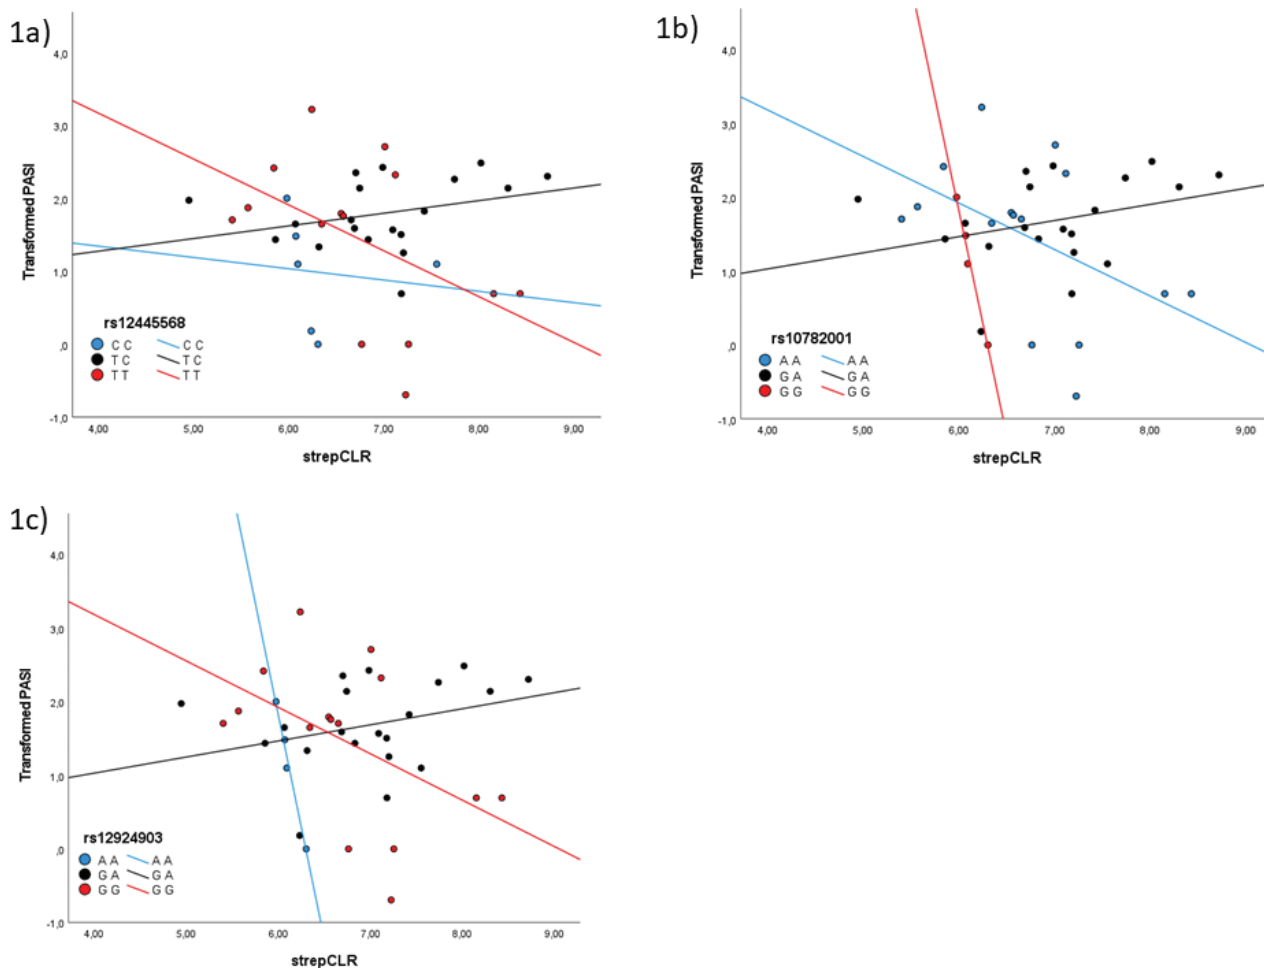 1a)
4,0
3,0
2,0
1,0
,0
-1,0
Transformed PASI
rs12445568
C C C C
T C T C
T T T T
4,00 5,00 6,00 7,00 8,00 9,00
strepCLR
1b)
4,0
3,0
2,0
1,0
,0
-1,0
Transformed PASI
rs10782001
A A A A
G A G A
G G G G
4,00 5,00 6,00 7,00 8,00 9,00
strepCLR
1c)
4,0
3,0
2,0
1,0
,0
-1,0
Transformed PASI
rs12924903
A A A A
G A G A
G G G G
4,00 5,00 6,00 7,00 8,00 9,00
strepCLR